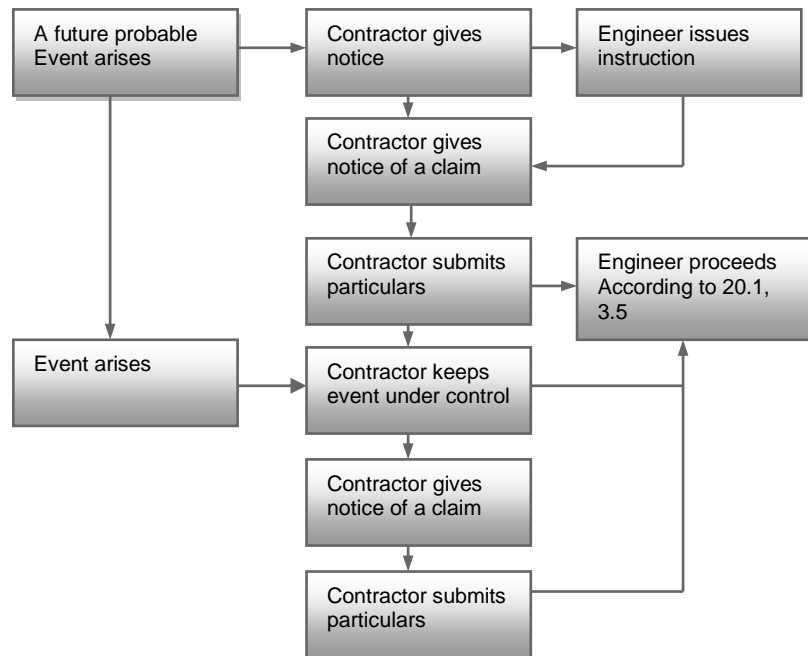 A future probable
Event arises
Contractor gives
notice
Engineer issues
instruction
Contractor gives
notice of a claim
Contractor submits
particulars
Engineer proceeds
According to 20.1,
3.5
Event arises
Contractor keeps
event under control
Contractor gives
notice of a claim
Contractor submits
particulars